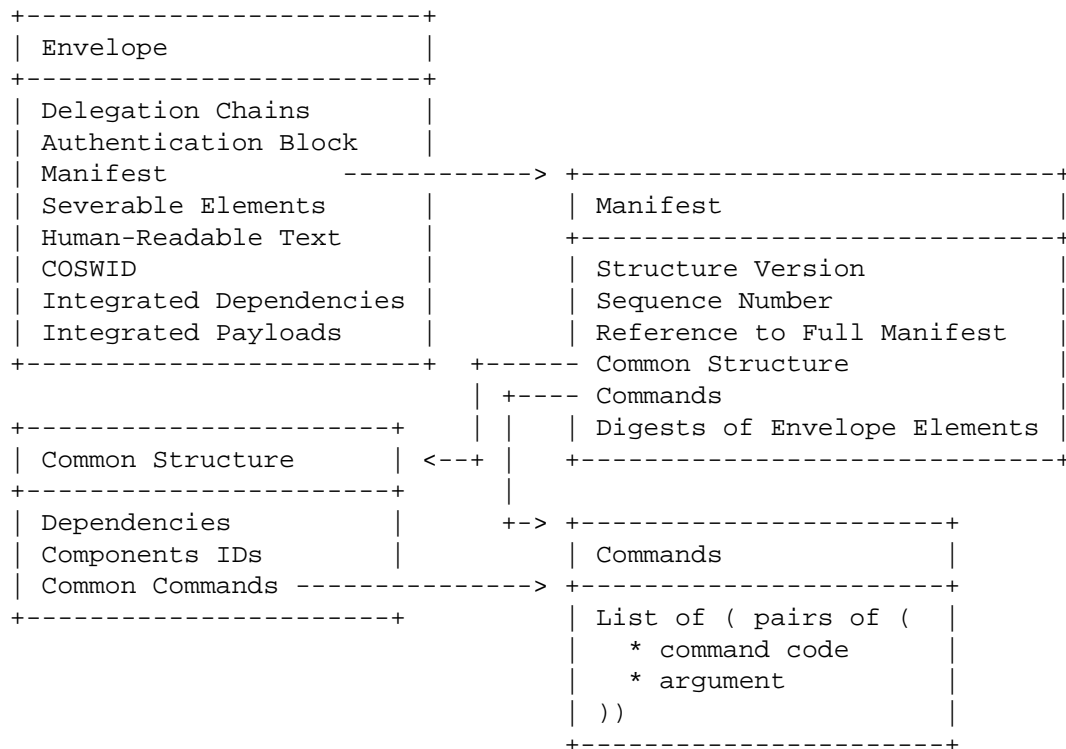 Envelope
Delegation Chains
Authentication Block
Manifest
Severable Elements
Human-Readable Text
COSWID
Integrated Dependencies
Integrated Payloads
Manifest
Structure Version
Sequence Number
Reference to Full Manifest
Common Structure
Commands
Digests of Envelope Elements
Common Structure
Dependencies
Components IDs
Common Commands
Commands
List of ( pairs of (
* command code
* argument
))